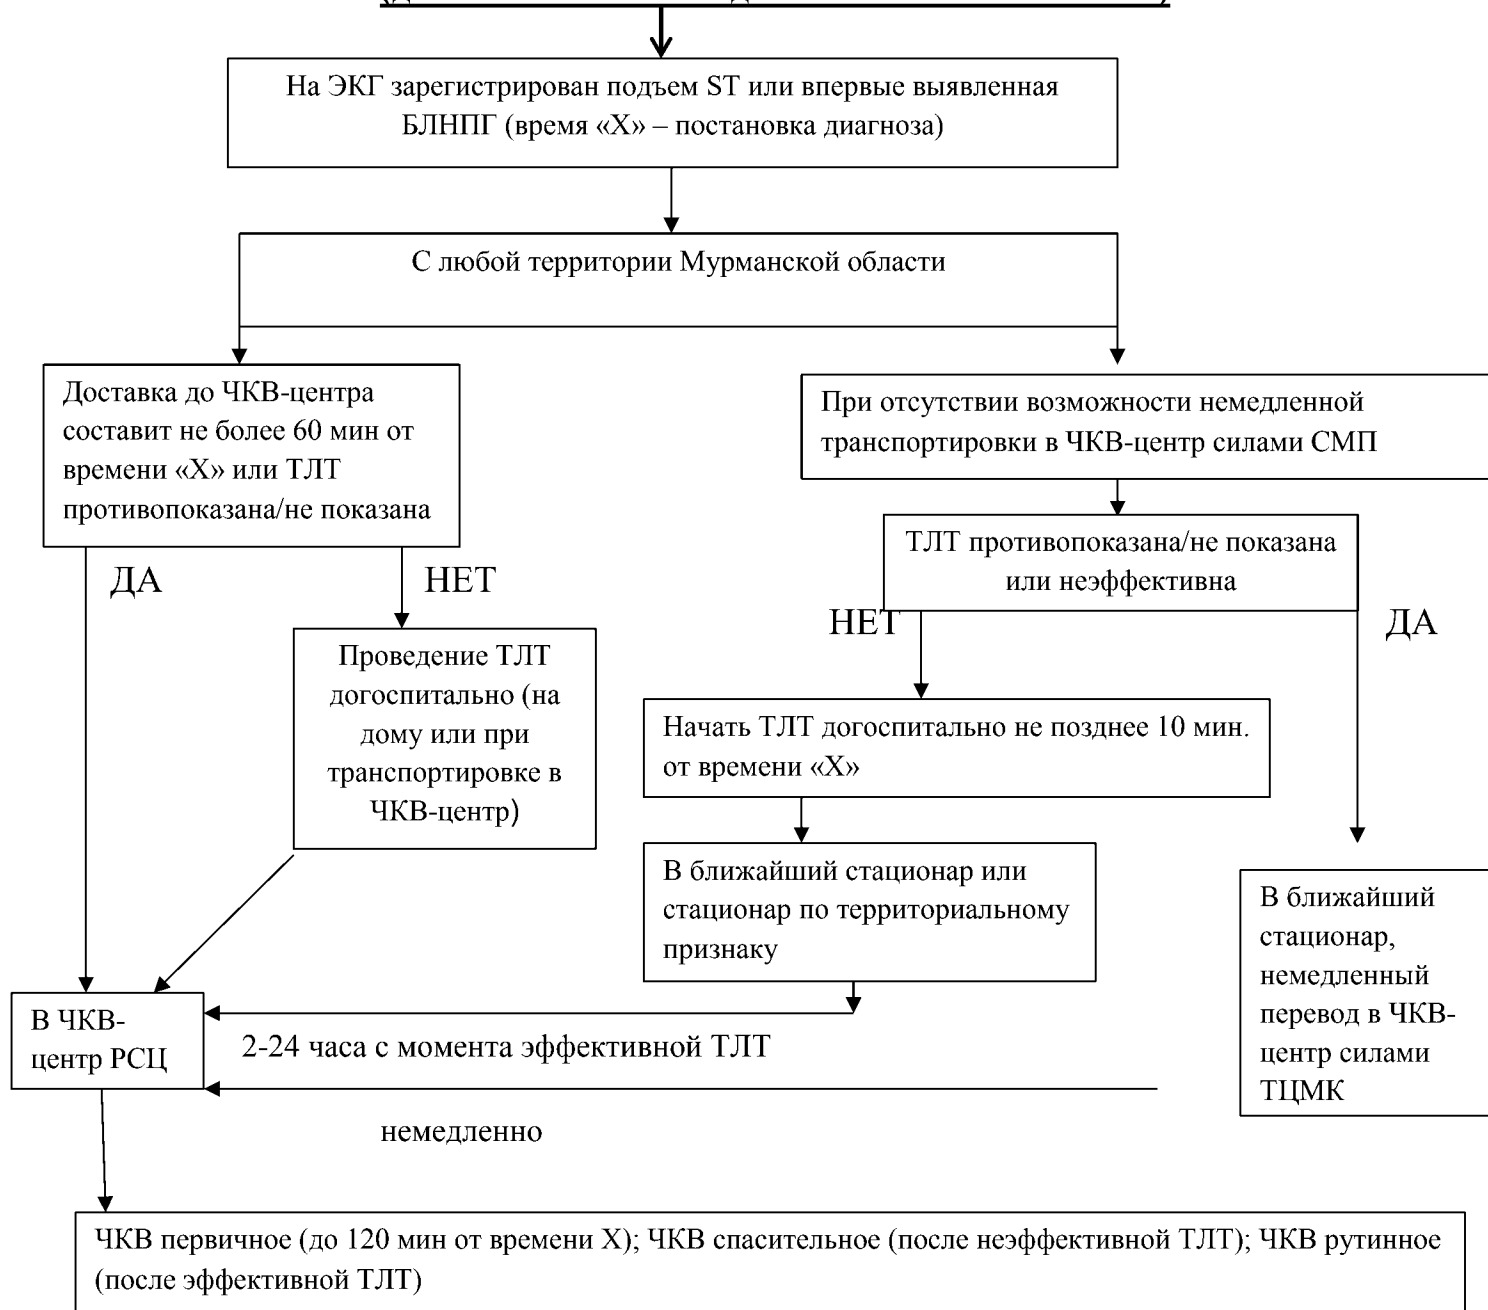 На ЭКГ зарегистрирован подъем ST или впервые выявленная
БЛНПГ (время «Х» – постановка диагноза)
С любой территории Мурманской области
Доставка до ЧКВ-центра
составит не более 60 мин от
времени «Х» или ТЛТ
противопоказана/не показана
При отсутствии возможности немедленной
транспортировки в ЧКВ-центр силами СМП
ТЛТ противопоказана/не показана
или неэффективна
ДА
НЕТ
НЕТ
ДА
Проведение ТЛТ
догоспитально (на
дому или при
транспортировке в
ЧКВ-центр)
Начать ТЛТ догоспитально не позднее 10 мин.
от времени «Х»
В ближайший стационар или
стационар по территориальному
признаку
В ближайший
стационар,
немедленный
перевод в ЧКВ-
центр силами
ТЦМК
В ЧКВ-
центр РСЦ
2-24 часа с момента эффективной ТЛТ
немедленно
ЧКВ первичное (до 120 мин от времени Х); ЧКВ спасительное (после неэффективной ТЛТ); ЧКВ рутинное
(после эффективной ТЛТ)